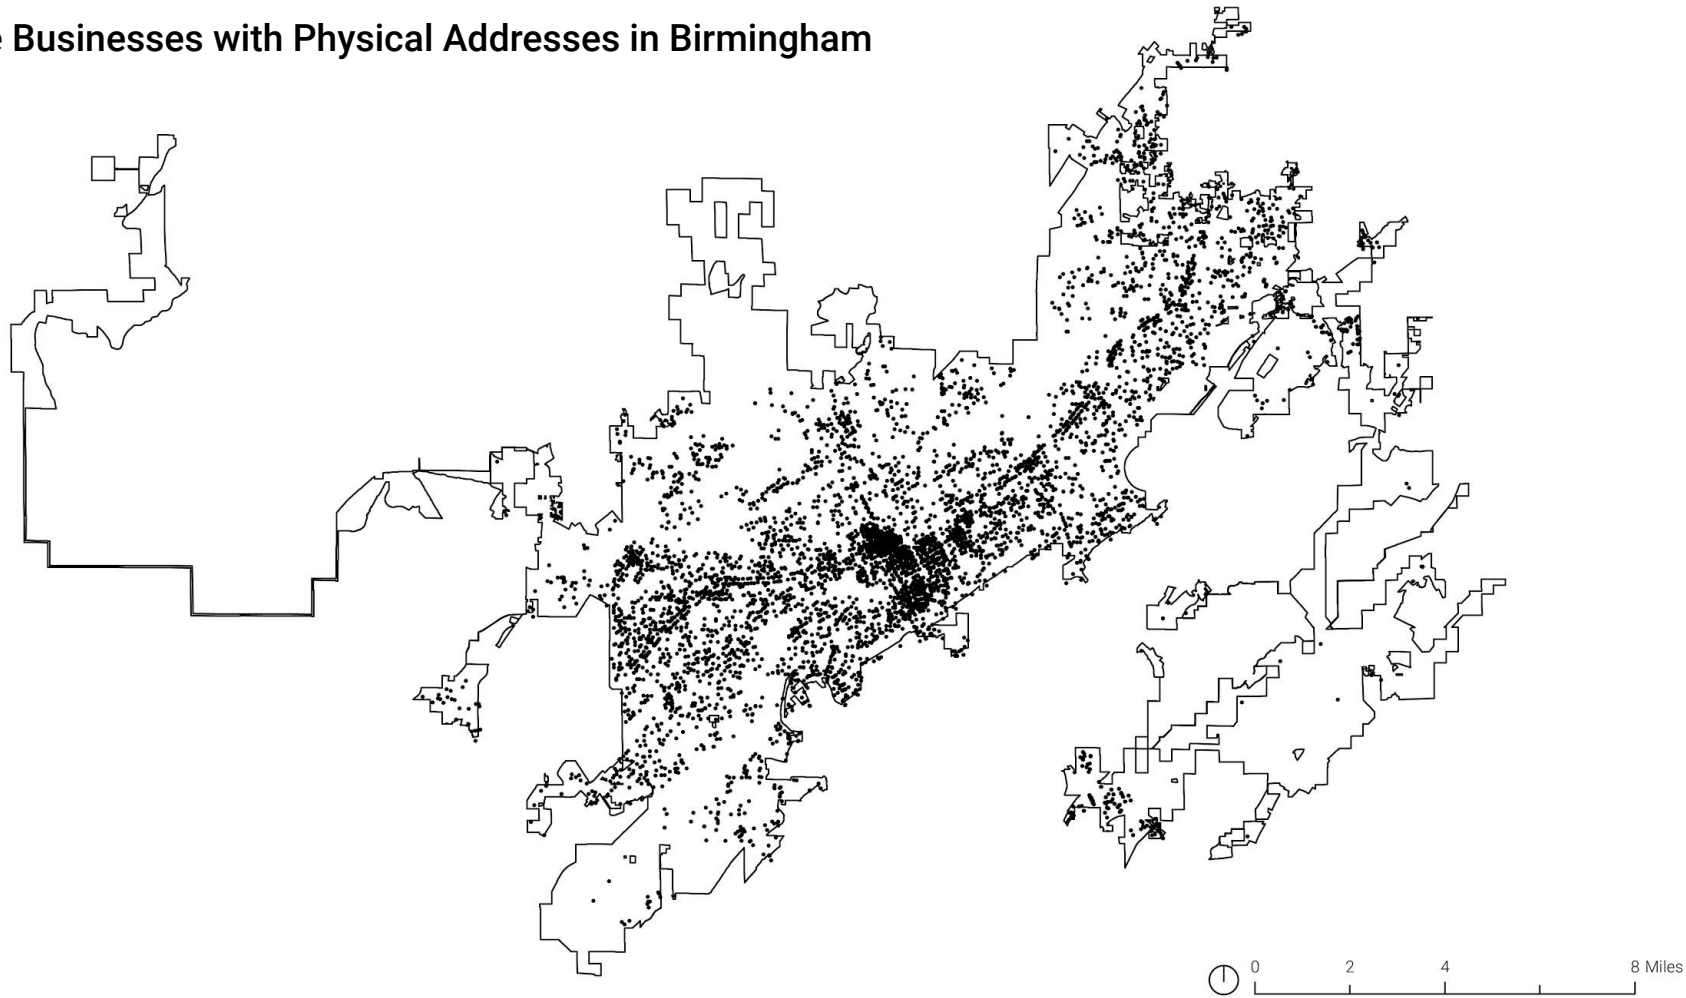 Businesses with Physical Addresses in Birmingham
0 2 4 8 Miles